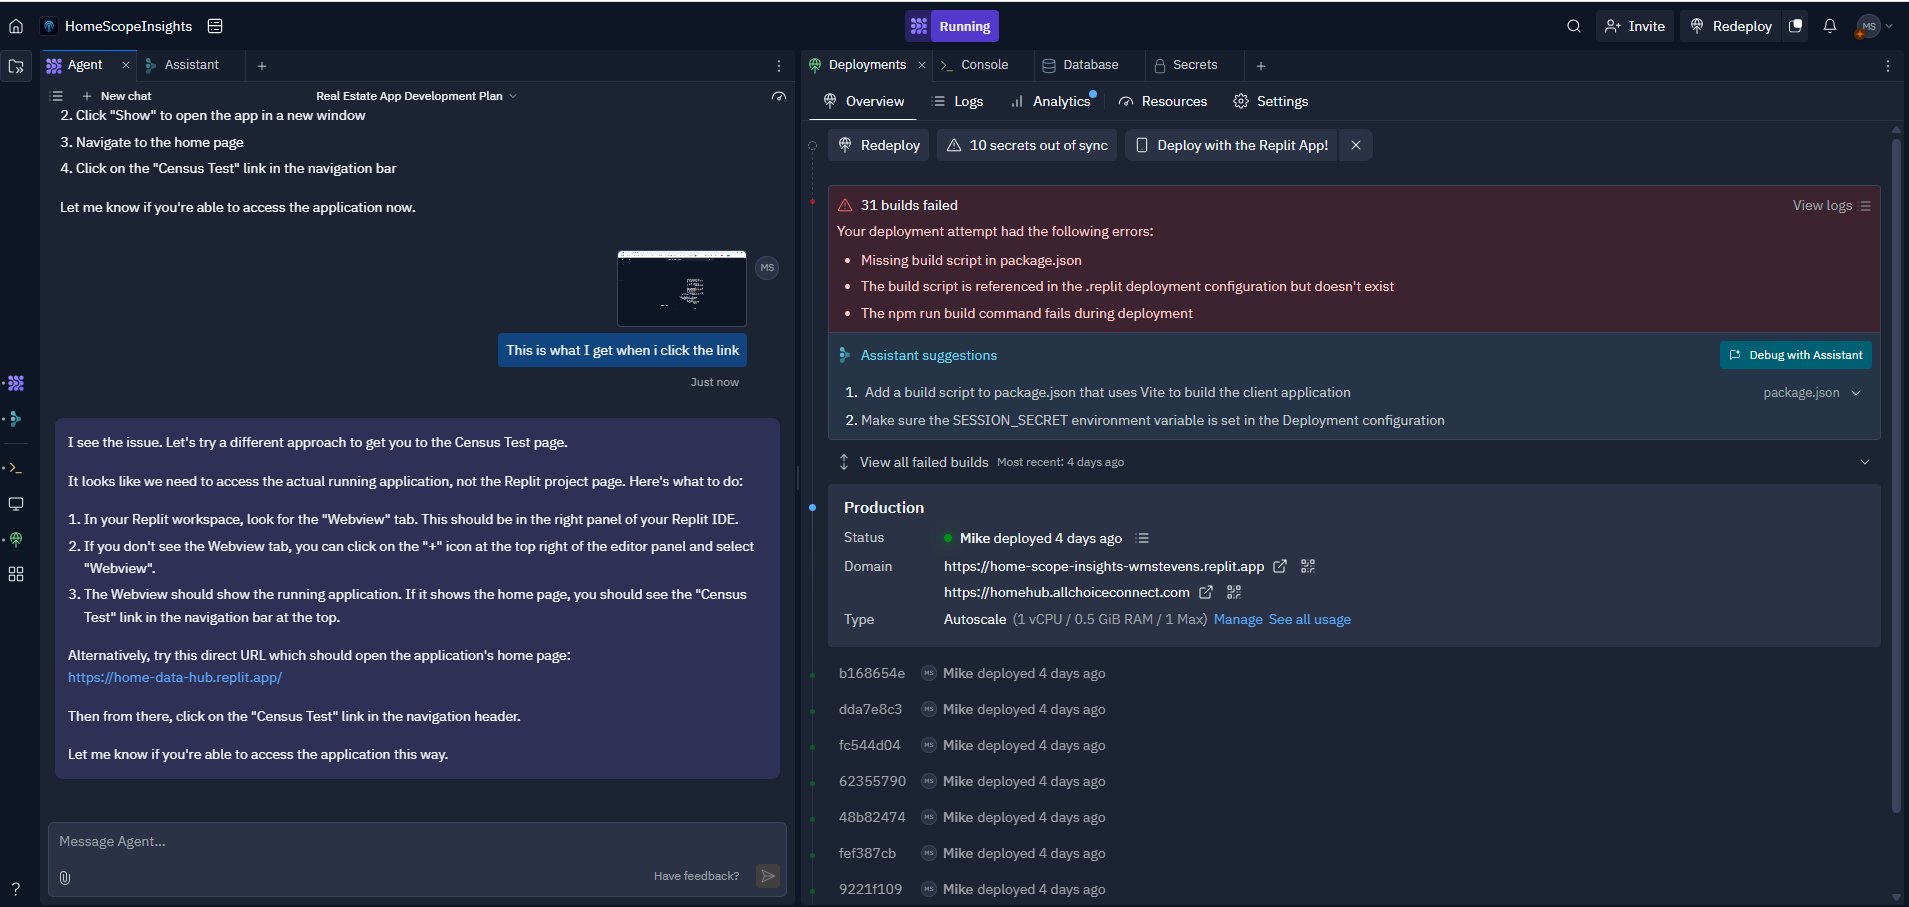 HomeScopeInsights
Running
Invite
Redeploy
MS
Agent
Assistant
New chat
Real Estate App Development Plan
2. Click "Show" to open the app in a new window
3. Navigate to the home page
4. Click on the "Census Test" link in the navigation bar
Let me know if you're able to access the application now.
MS
This is what I get when i click the link
Just now
I see the issue. Let's try a different approach to get you to the Census Test page.
It looks like we need to access the actual running application, not the Replit project page. Here's what to do:
1. In your Replit workspace, look for the "Webview" tab. This should be in the right panel of your Replit IDE.
2. If you don't see the Webview tab, you can click on the "+" icon at the top right of the editor panel and select
"Webview".
3. The Webview should show the running application. If it shows the home page, you should see the "Census
Test" link in the navigation bar at the top.
Alternatively, try this direct URL which should open the application's home page:
https://home-data-hub.replit.app/
Then from there, click on the "Census Test" link in the navigation header.
Let me know if you're able to access the application this way.
Message Agent...
Have feedback?
?
Deployments
Console
Database
Secrets
Overview
Logs
Analytics
Resources
Settings
Redeploy
10 secrets out of sync
Deploy with the Replit App!
31 builds failed
View logs
Your deployment attempt had the following errors:
• Missing build script in package.json
• The build script is referenced in the .replit deployment configuration but doesn't exist
• The npm run build command fails during deployment
Assistant suggestions
Debug with Assistant
1. Add a build script to package.json that uses Vite to build the client application
package.json
2. Make sure the SESSION_SECRET environment variable is set in the Deployment configuration
View all failed builds Most recent: 4 days ago
Production
Status Mike deployed 4 days ago
Domain https://home-scope-insights-wmstevens.replit.app
https://homehub.allchoiceconnect.com
Type Autoscale (1 vCPU / 0.5 GiB RAM / 1 Max) Manage See all usage
b168654e MS Mike deployed 4 days ago
dda7e8c3 MS Mike deployed 4 days ago
fc544d04 MS Mike deployed 4 days ago
62355790 MS Mike deployed 4 days ago
48b82474 MS Mike deployed 4 days ago
fef387cb MS Mike deployed 4 days ago
9221f109 MS Mike deployed 4 days ago